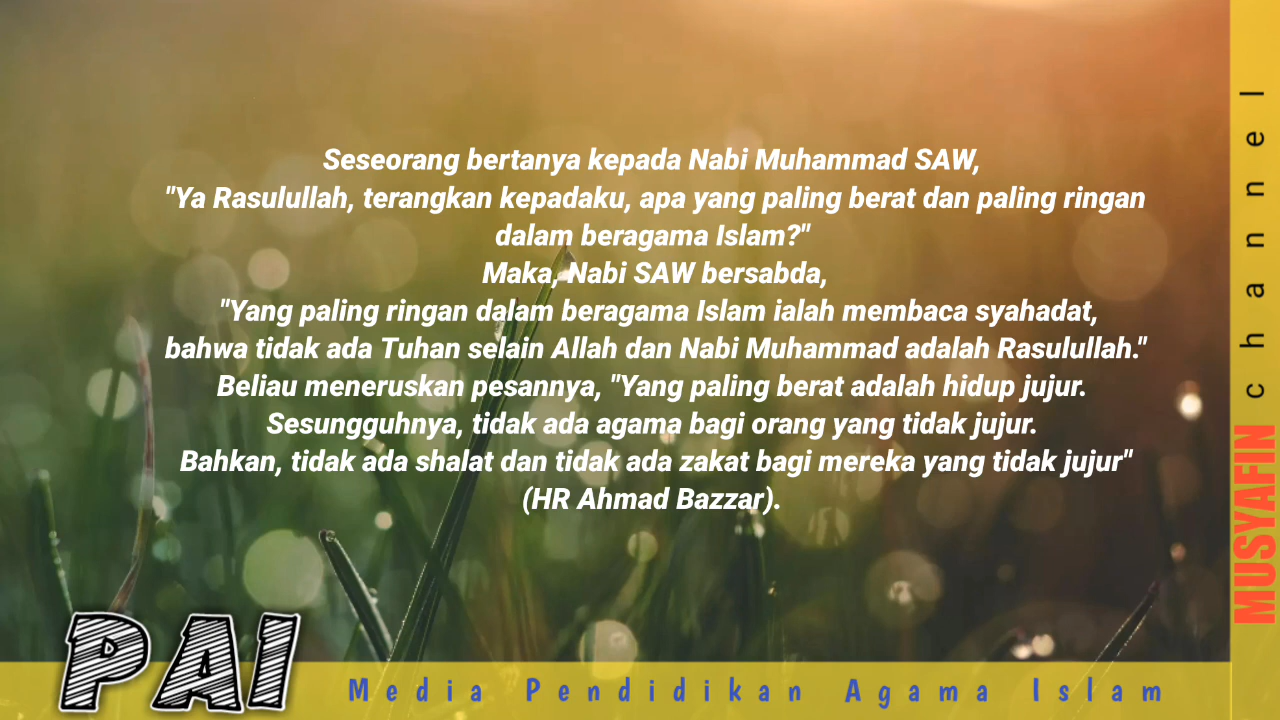 Seseorang bertanya kepada Nabi Muhammad SAW,
"Ya Rasulullah, terangkan kepadaku, apa yang paling berat dan paling ringan
dalam beragama Islam?"
Maka, Nabi SAW bersabda,
"Yang paling ringan dalam beragama Islam ialah membaca syahadat,
bahwa tidak ada Tuhan selain Allah dan Nabi Muhammad adalah Rasulullah."
Beliau meneruskan pesannya, "Yang paling berat adalah hidup jujur.
Sesungguhnya, tidak ada agama bagi orang yang tidak jujur.
Bahkan, tidak ada shalat dan tidak ada zakat bagi mereka yang tidak jujur"
(HR Ahmad Bazzar).
PAI
Media Pendidikan Agama Islam
MUSYAFIN channel